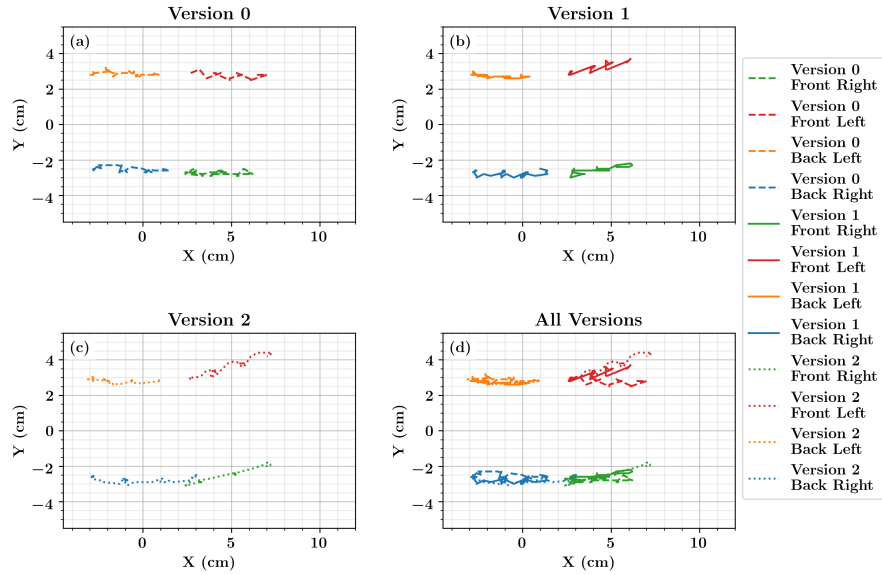 Version 0
(a)
4
2
0
−2
−4
Y (cm)
0
5
10
X (cm)
Version 1
(b)
4
2
0
−2
−4
Y (cm)
0
5
10
X (cm)
Version 2
(c)
4
2
0
−2
−4
Y (cm)
0
5
10
X (cm)
All Versions
(d)
4
2
0
−2
−4
Y (cm)
0
5
10
X (cm)
Version 0
Front Right
Version 0
Front Left
Version 0
Back Left
Version 0
Back Right
Version 1
Front Right
Version 1
Front Left
Version 1
Back Left
Version 1
Back Right
Version 2
Front Right
Version 2
Front Left
Version 2
Back Left
Version 2
Back Right